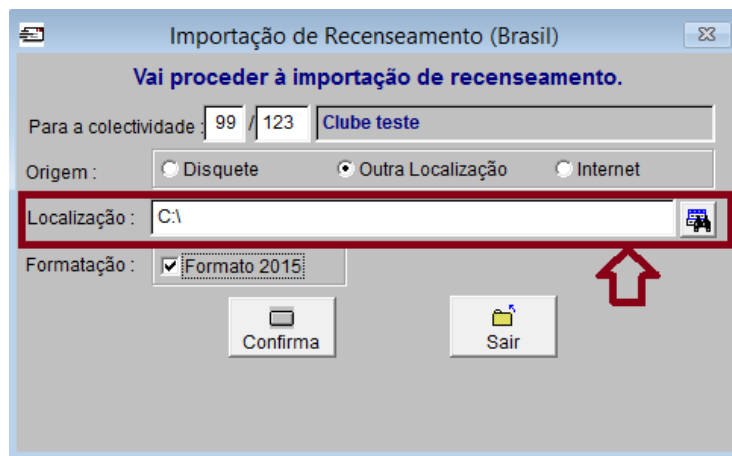 Importação de Recenseamento (Brasil)
Vai proceder à importação de recenseamento.
Para a colectividade : 99 / 123 Clube teste
Origem : Disquete Outra Localização Internet
Localização : C:\
Formatação : Formato 2015
Confirma Sair